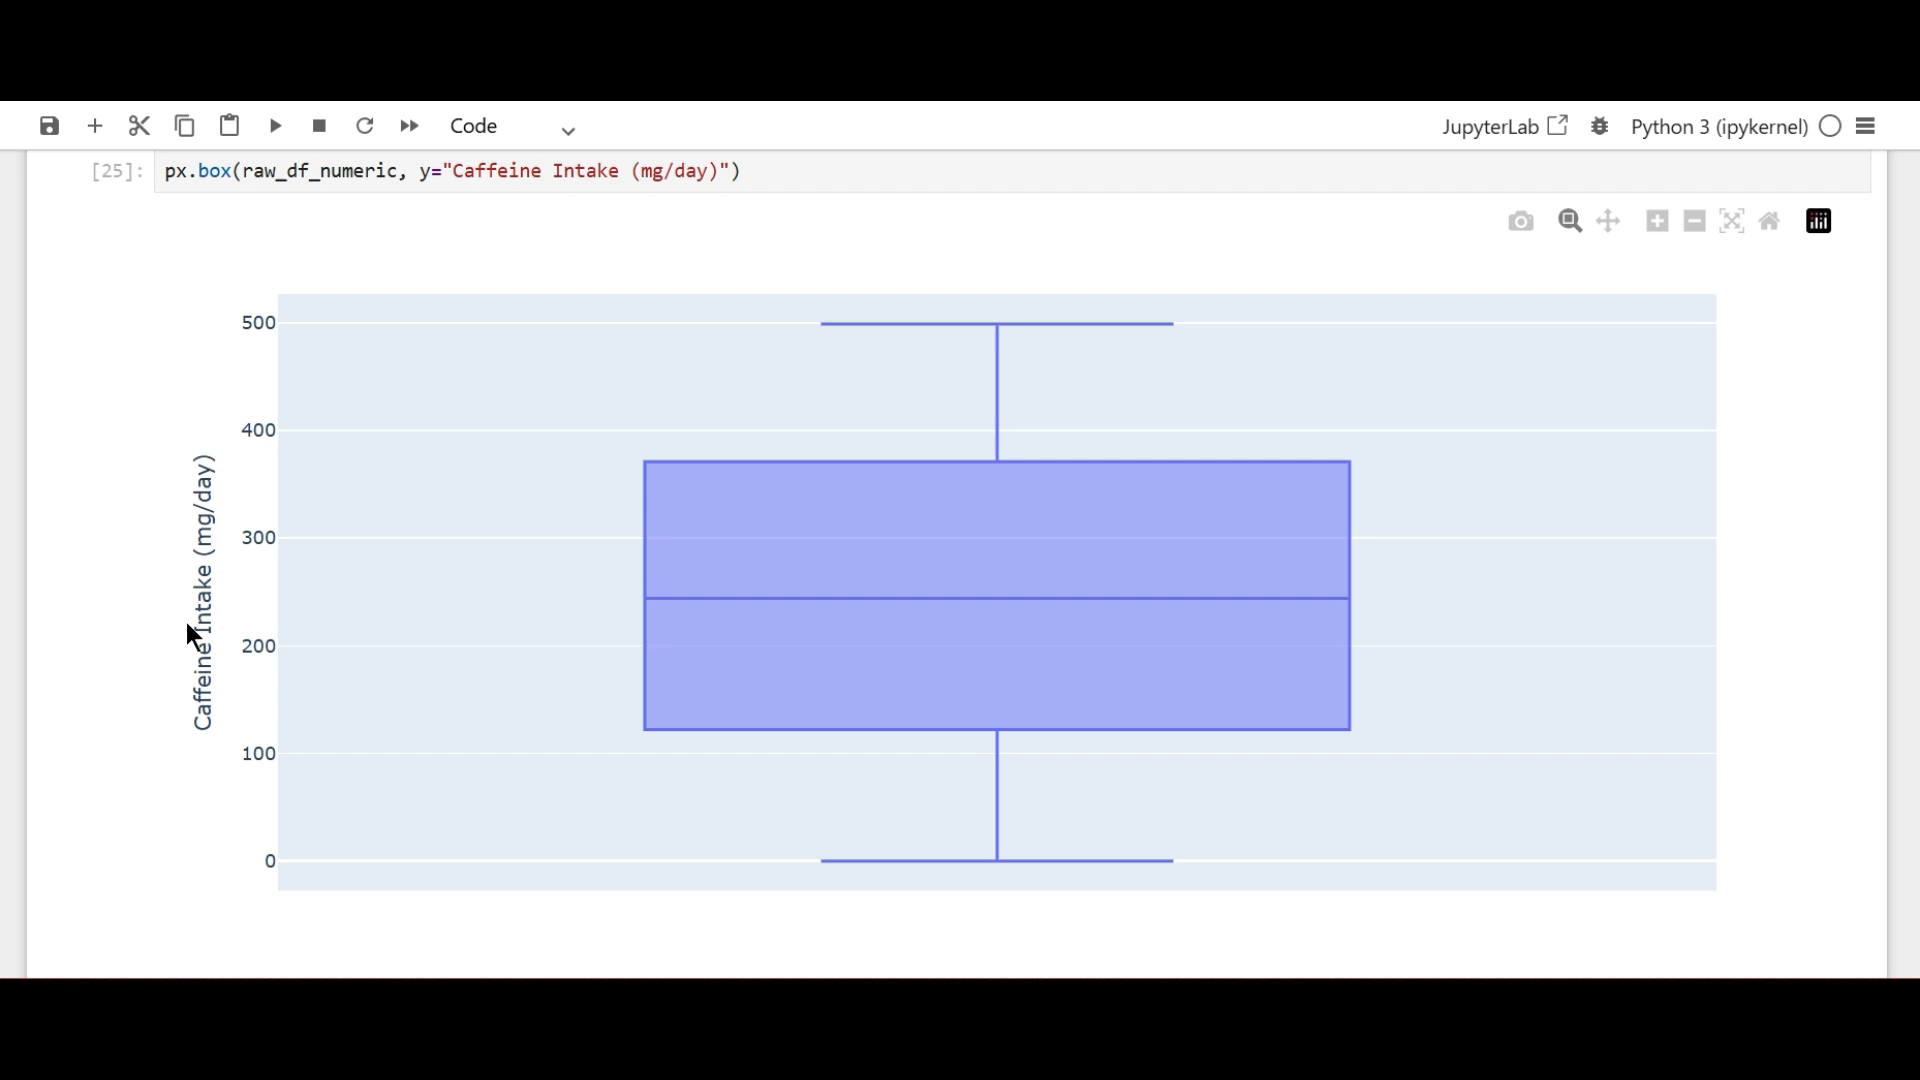 Code
JupyterLab
Python 3 (ipykernel)
[25]: px.box(raw_df_numeric, y="Caffeine Intake (mg/day)")
Caffeine Intake (mg/day)
500
400
300
200
100
0